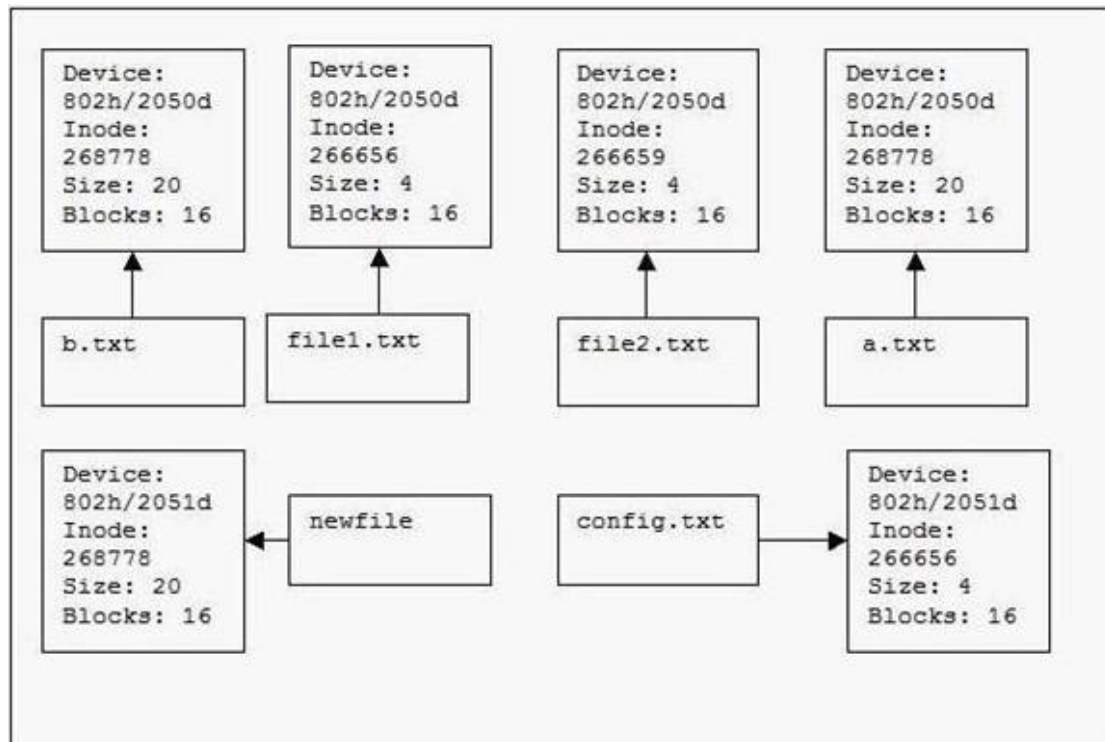 Device:
802h/2050d
Inode:
268778
Size: 20
Blocks: 16
Device:
802h/2050d
Inode:
266656
Size: 4
Blocks: 16
Device:
802h/2050d
Inode:
266659
Size: 4
Blocks: 16
Device:
802h/2050d
Inode:
268778
Size: 20
Blocks: 16
b.txt
file1.txt
file2.txt
a.txt
Device:
802h/2051d
Inode:
268778
Size: 20
Blocks: 16
newfile
config.txt
Device:
802h/2051d
Inode:
266656
Size: 4
Blocks: 16